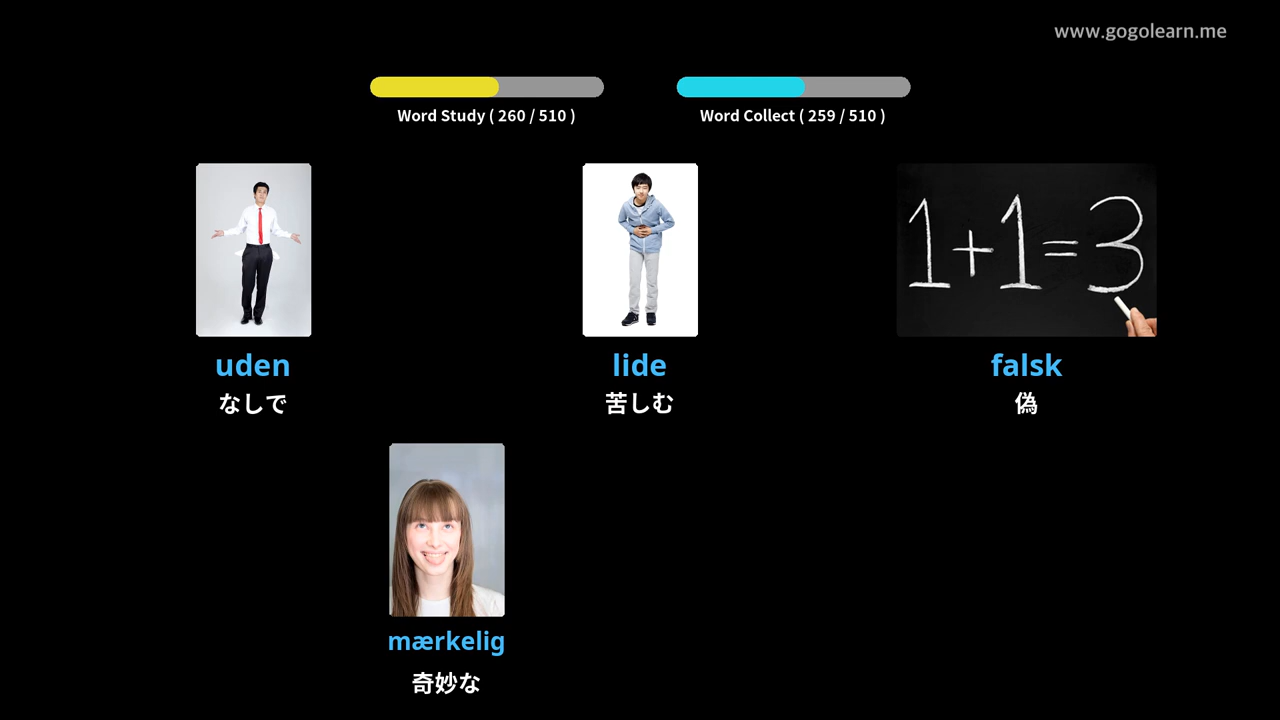 www.gogolearn.me
Word Study ( 260 / 510 )
Word Collect ( 259 / 510 )
1+1=3
uden
なしで
lide
苦しむ
falsk
偽
mærkelig
奇妙な